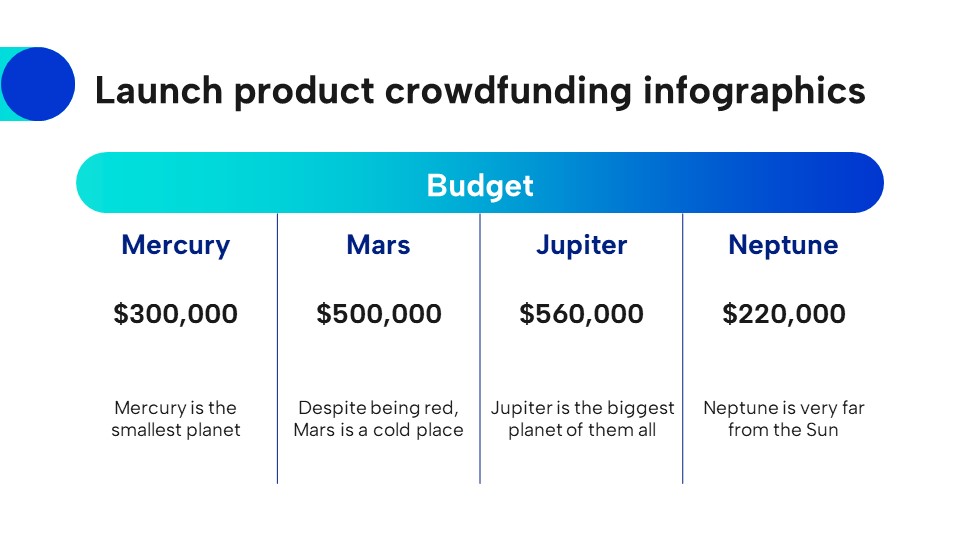 Launch product crowdfunding infographics
Budget
Mercury
$300,000
Mercury is the
smallest planet
Mars
$500,000
Despite being red,
Mars is a cold place
Jupiter
$560,000
Jupiter is the biggest
planet of them all
Neptune
$220,000
Neptune is very far
from the Sun